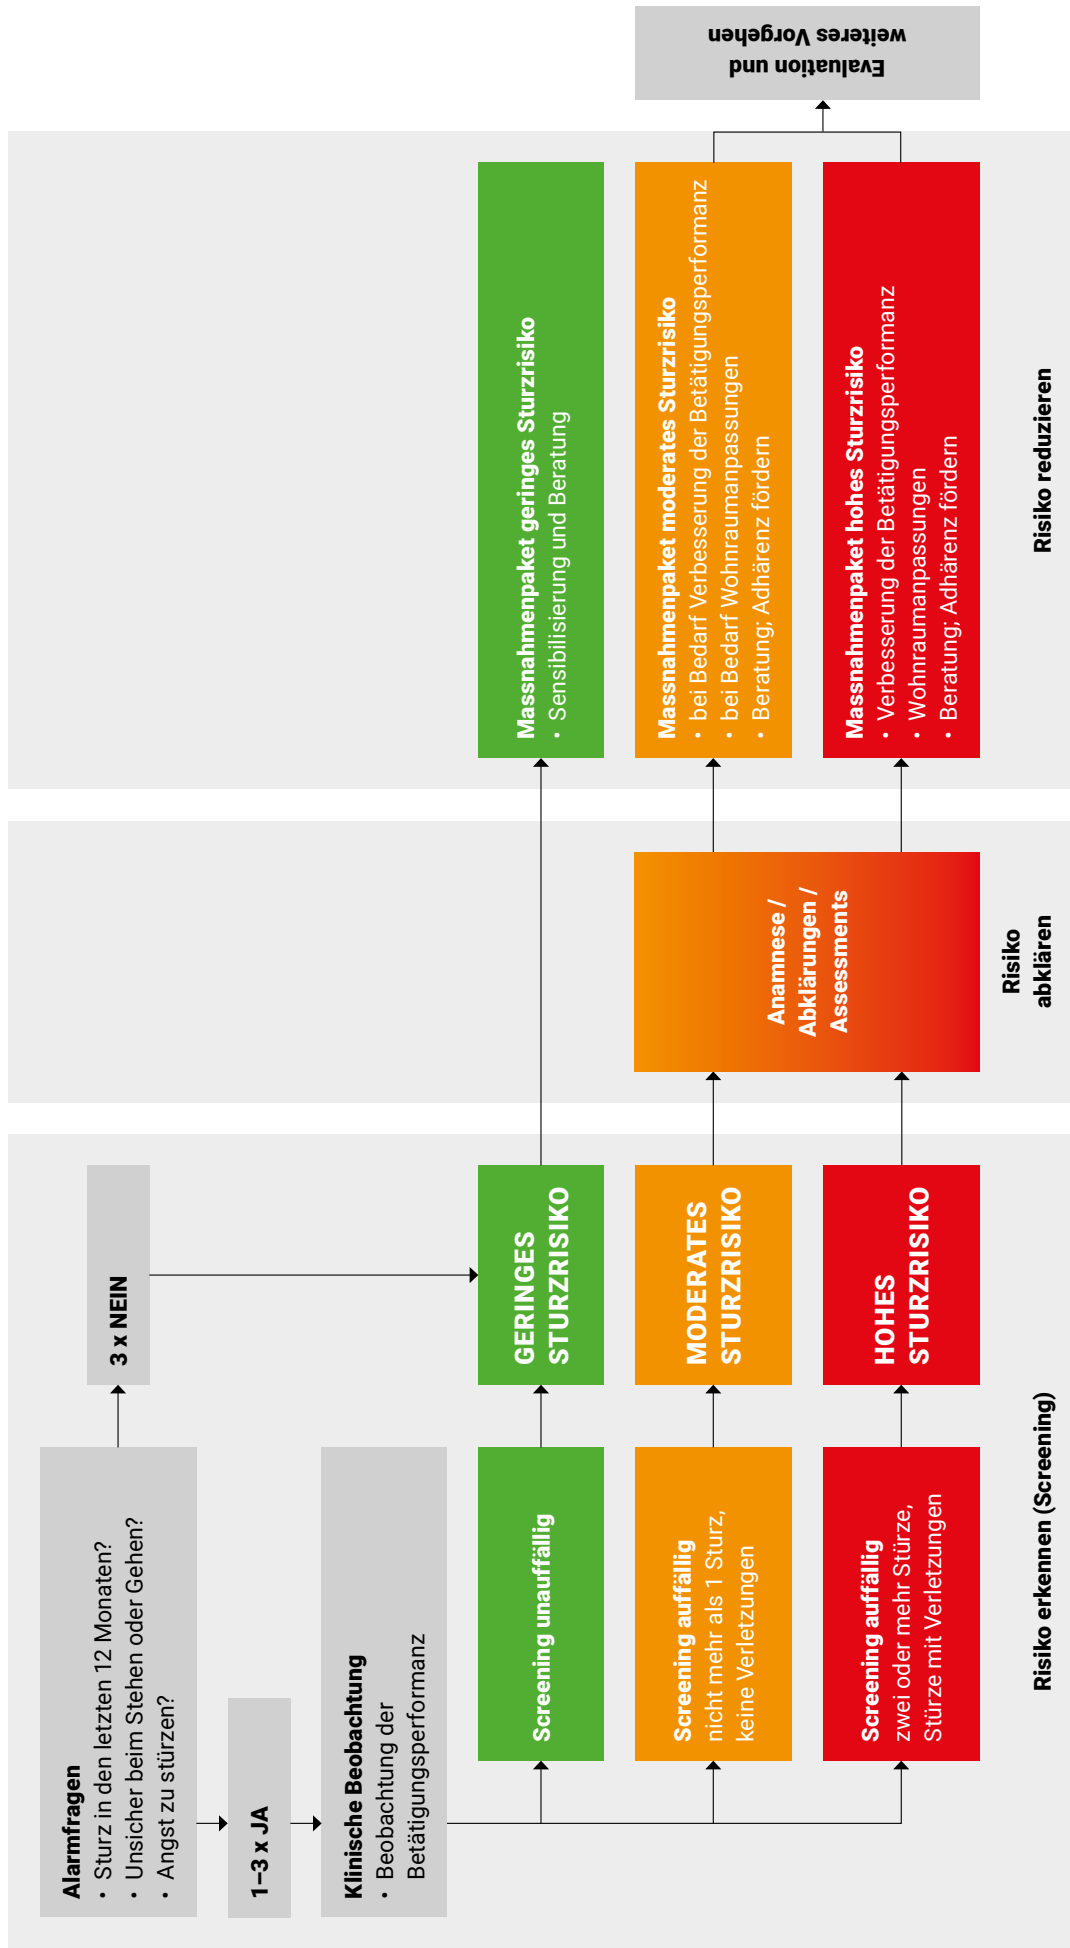 Alarmfragen
• Sturz in den letzten 12 Monaten?
• Unsicher beim Stehen oder Gehen?
• Angst zu stürzen?
3 x NEIN
1–3 x JA
Klinische Beobachtung
• Beobachtung der
Betätigungsperformanz
Screening unauffällig
GERINGES
STURZRISIKO
Massnahmenpaket geringes Sturzrisiko
• Sensibilisierung und Beratung
Screening auffällig
nicht mehr als 1 Sturz,
keine Verletzungen
MODERATES
STURZRISIKO
Screening auffällig
zwei oder mehr Stürze,
Stürze mit Verletzungen
HOHES
STURZRISIKO
Anamnese /
Abklärungen /
Assessments
Massnahmenpaket moderates Sturzrisiko
• bei Bedarf Verbesserung der Betätigungsperformanz
• bei Bedarf Wohnraumanpassungen
• Beratung; Adhärenz fördern
Massnahmenpaket hohes Sturzrisiko
• Verbesserung der Betätigungsperformanz
• Wohnraumanpassungen
• Beratung; Adhärenz fördern
Evaluation und
weiteres Vorgehen
Risiko erkennen (Screening)
Risiko
abklären
Risiko reduzieren